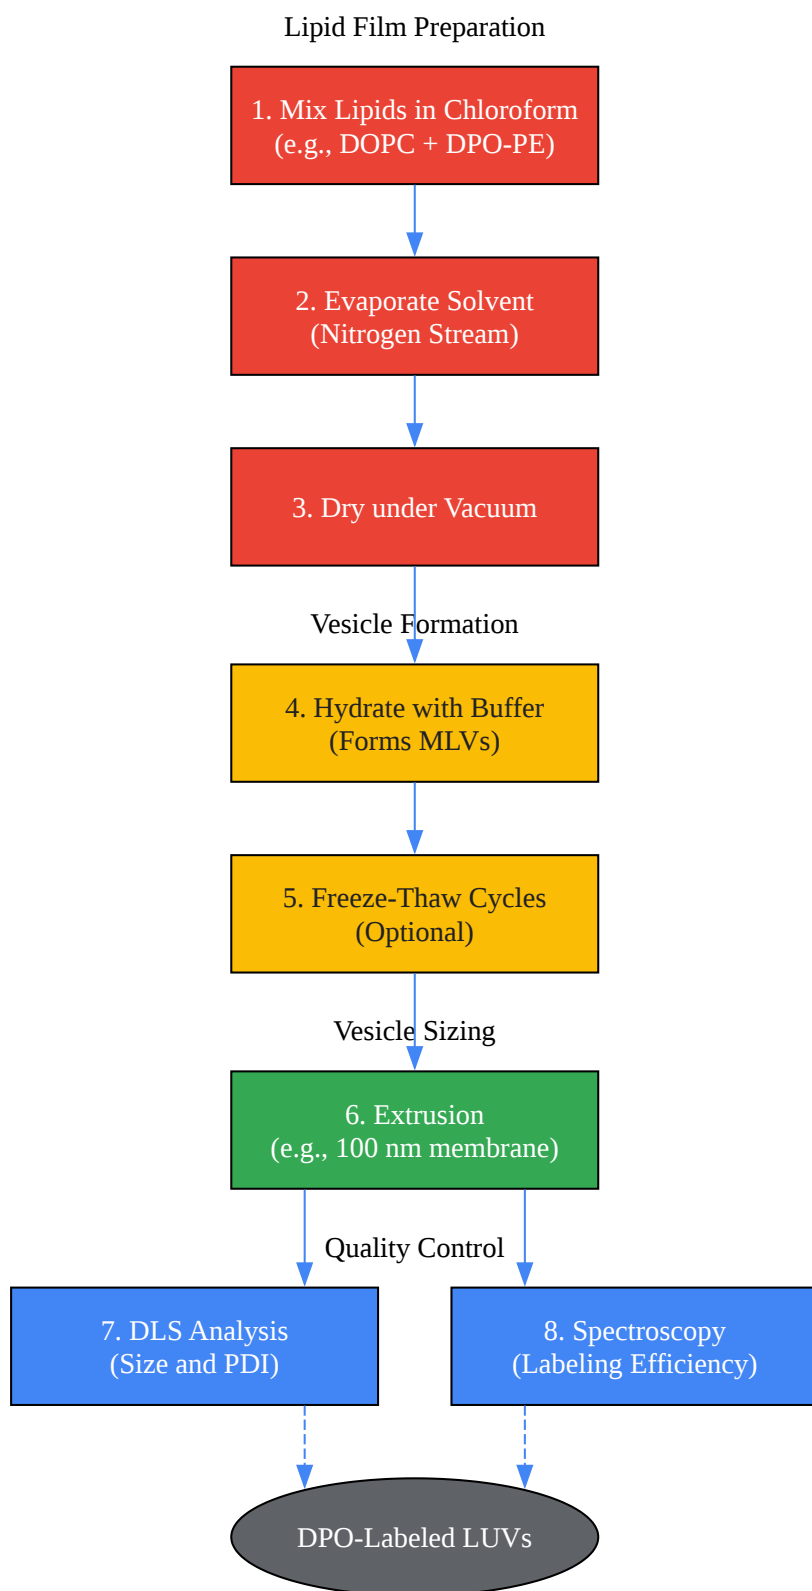 Lipid Film Preparation
1. Mix Lipids in Chloroform
(e.g., DOPC + DPO-PE)
2. Evaporate Solvent
(Nitrogen Stream)
3. Dry under Vacuum
Vesicle Formation
4. Hydrate with Buffer
(Forms MLVs)
5. Freeze-Thaw Cycles
(Optional)
Vesicle Sizing
6. Extrusion
(e.g., 100 nm membrane)
Quality Control
7. DLS Analysis
(Size and PDI)
8. Spectroscopy
(Labeling Efficiency)
DPO-Labeled LUVs